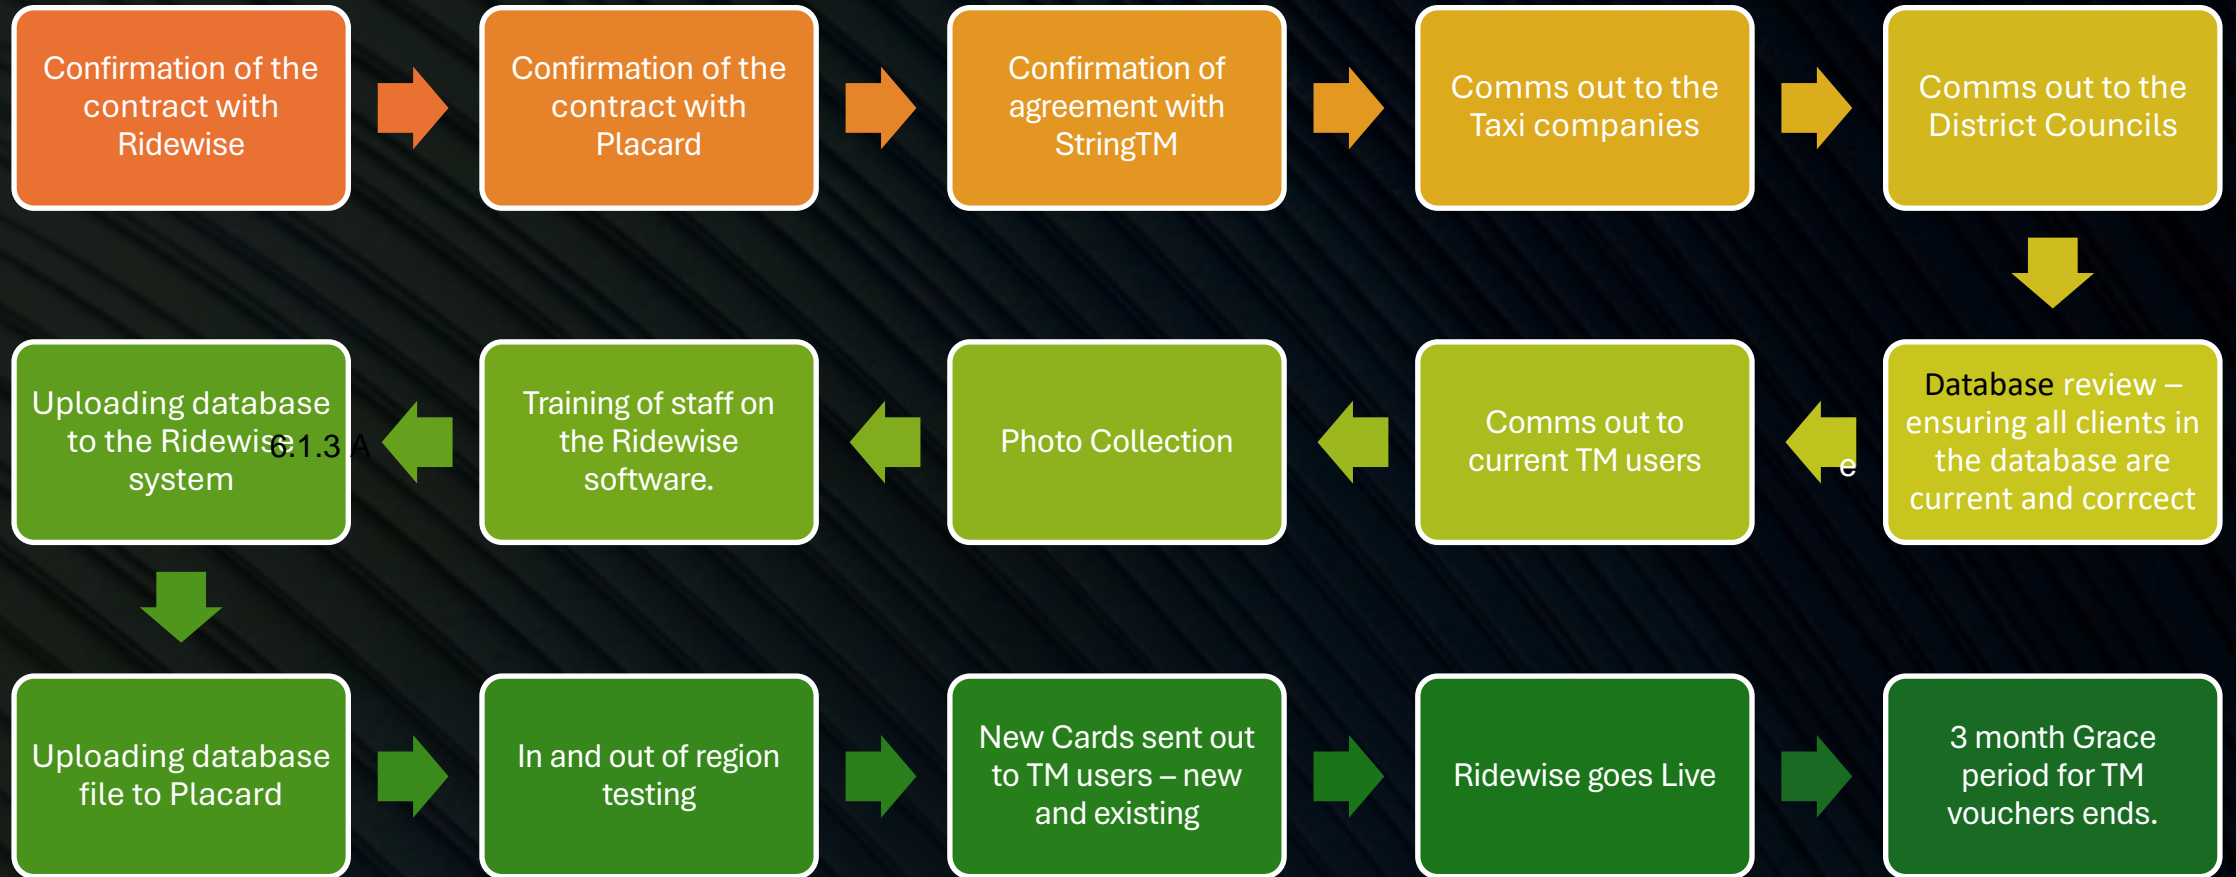 Confirmation of the
contract with
Ridewise
Confirmation of the
contract with
Placard
Confirmation of
agreement with
StringTM
Comms out to the
Taxi companies
Comms out to the
District Councils
Database review –
ensuring all clients in
the database are
current and corrcect
e
Comms out to
current TM users
Photo Collection
Training of staff on
the Ridewise
software.
Uploading database
to the Ridewise
system
6.1.3 A
Uploading database
file to Placard
In and out of region
testing
New Cards sent out
to TM users – new
and existing
Ridewise goes Live
3 month Grace
period for TM
vouchers ends.